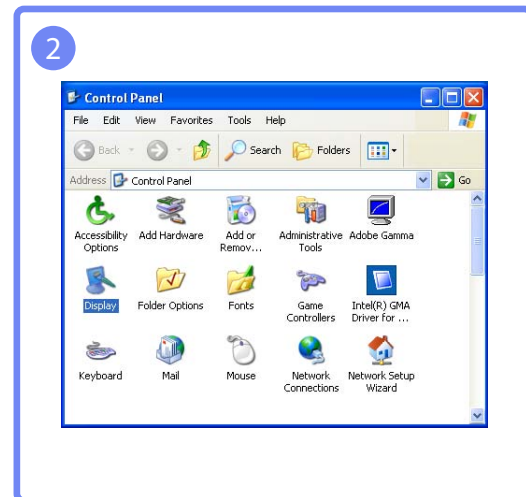 2
Control Panel
File Edit View Favorites Tools Help
Back Search Folders
Address Control Panel Go
Accessibility Options
Add Hardware
Add or Remov...
Administrative Tools
Adobe Gamma
Display
Folder Options
Fonts
Game Controllers
Intel(R) GMA Driver for ...
Keyboard
Mail
Mouse
Network Connections
Network Setup Wizard